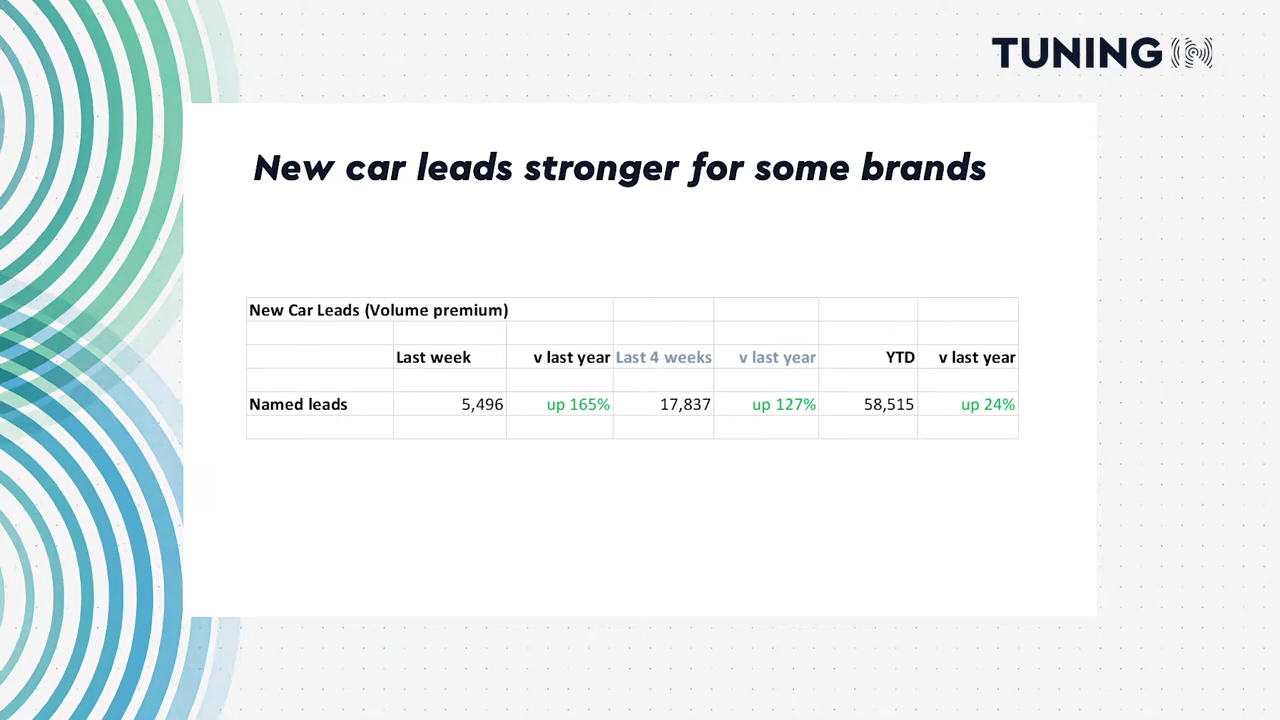 TUNING IN
New car leads stronger for some brands
New Car Leads (Volume premium)
Last week v last year Last 4 weeks v last year YTD v last year
Named leads 5,496 up 165% 17,837 up 127% 58,515 up 24%